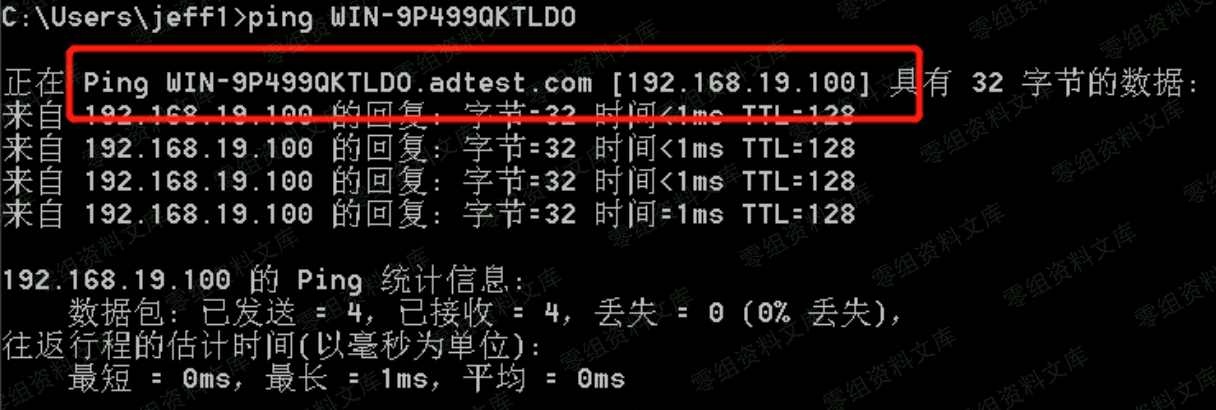 C:\Users\jeff1>ping WIN-9P499QKTLDO
正在 Ping WIN-9P499QKTLDO.adtest.com [192.168.19.100] 具有 32 字节的数据:
来自 192.168.19.100 的回复: 字节=32 时间<1ms TTL=128
来自 192.168.19.100 的回复: 字节=32 时间<1ms TTL=128
来自 192.168.19.100 的回复: 字节=32 时间<1ms TTL=128
来自 192.168.19.100 的回复: 字节=32 时间=1ms TTL=128
192.168.19.100 的 Ping 统计信息:
数据包: 已发送 = 4, 已接收 = 4, 丢失 = 0 (0% 丢失),
往返行程的估计时间(以毫秒为单位):
最短 = 0ms, 最长 = 1ms, 平均 = 0ms
零组资料文库